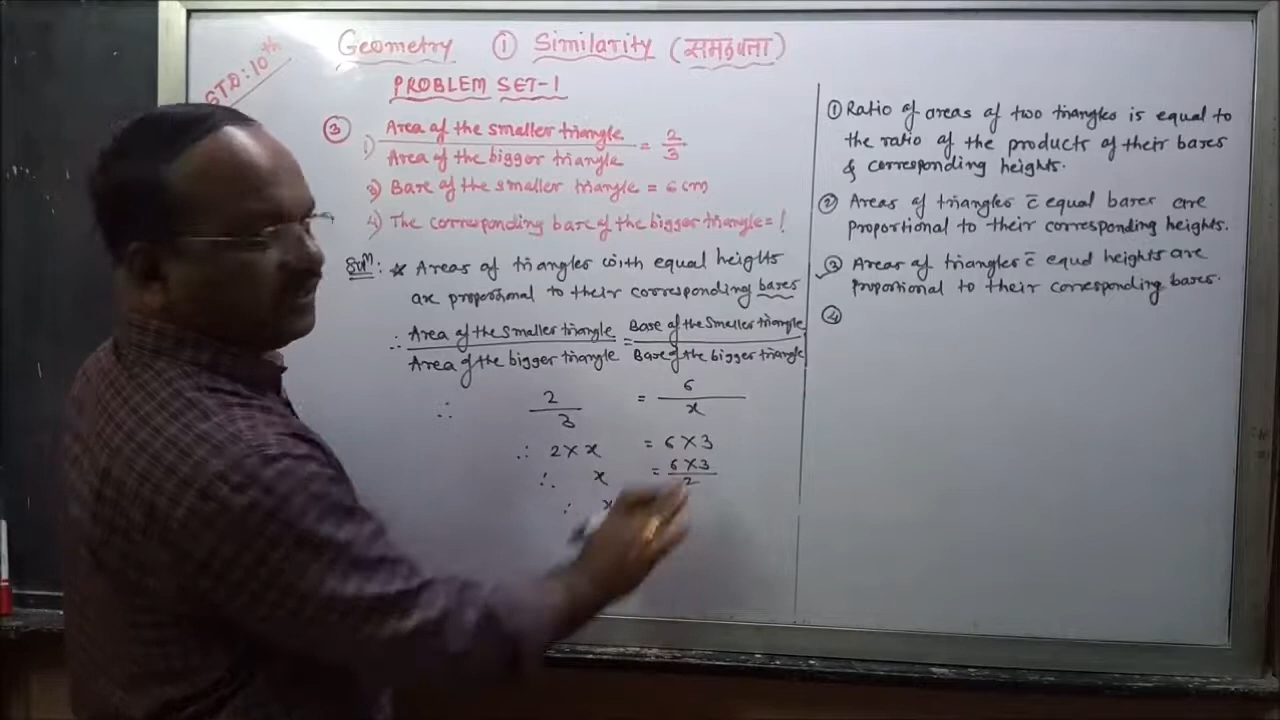 STD:10th
Geometry ① Similarity (समरूपता)
PROBLEM SET-1
③ 1) Area of the smaller triangle / Area of the bigger triangle = 2/3
3) Base of the smaller triangle = 6cm
4) The corresponding base of the bigger triangle = !
Solⁿ: * Areas of triangles with equal heights
are proportional to their corresponding bases
∴ Area of the smaller triangle / Area of the bigger triangle = Base of the smaller triangle / Base of the bigger triangle
∴ 2/3 = 6/x
∴ 2 × x = 6 × 3
∴ x = 6 × 3 / 2
∴ x
① Ratio of areas of two triangles is equal to
the ratio of the products of their bases
& corresponding heights.
② Areas of triangles c̄ equal bases are
proportional to their corresponding heights.
③ Areas of triangles c̄ equal heights are
proportional to their corresponding bases.
④